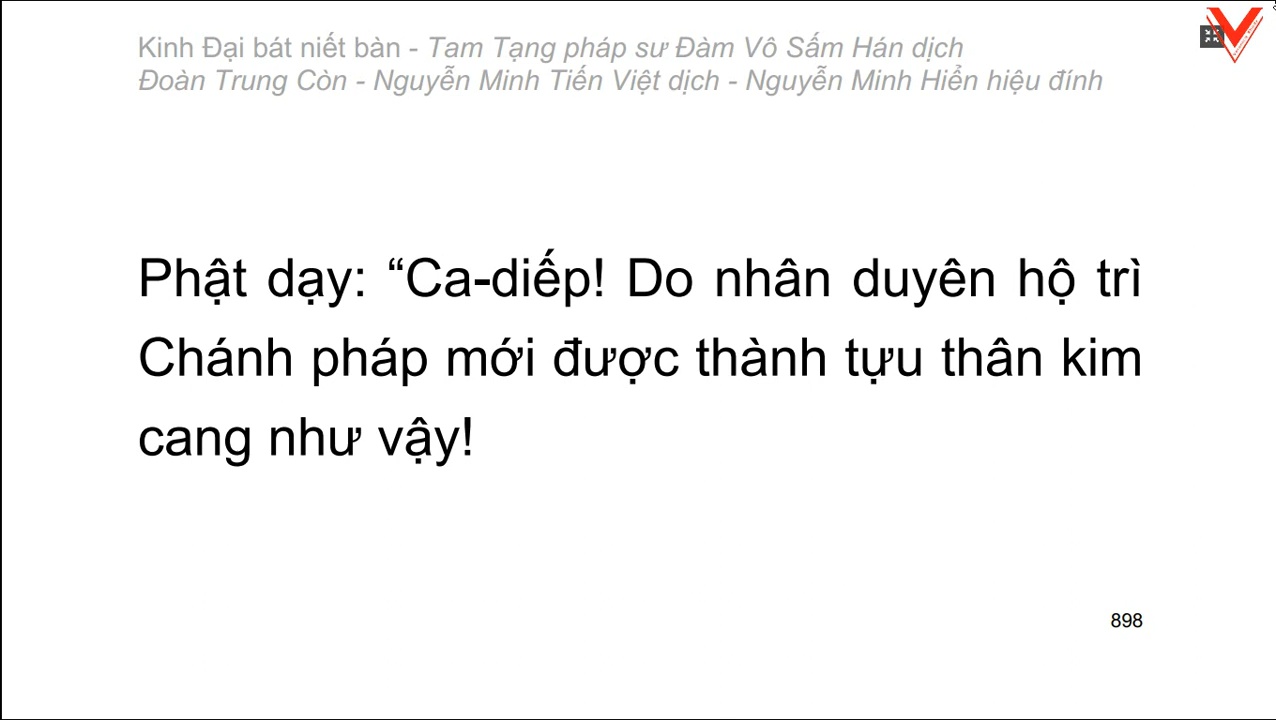 Kinh Đại bát niết bàn - Tam Tạng pháp sư Đàm Vô Sấm Hán dịch
Đoàn Trung Còn - Nguyễn Minh Tiến Việt dịch - Nguyễn Minh Hiển hiệu đính
Phật dạy: “Ca-diếp! Do nhân duyên hộ trì
Chánh pháp mới được thành tựu thân kim
cang như vậy!
898